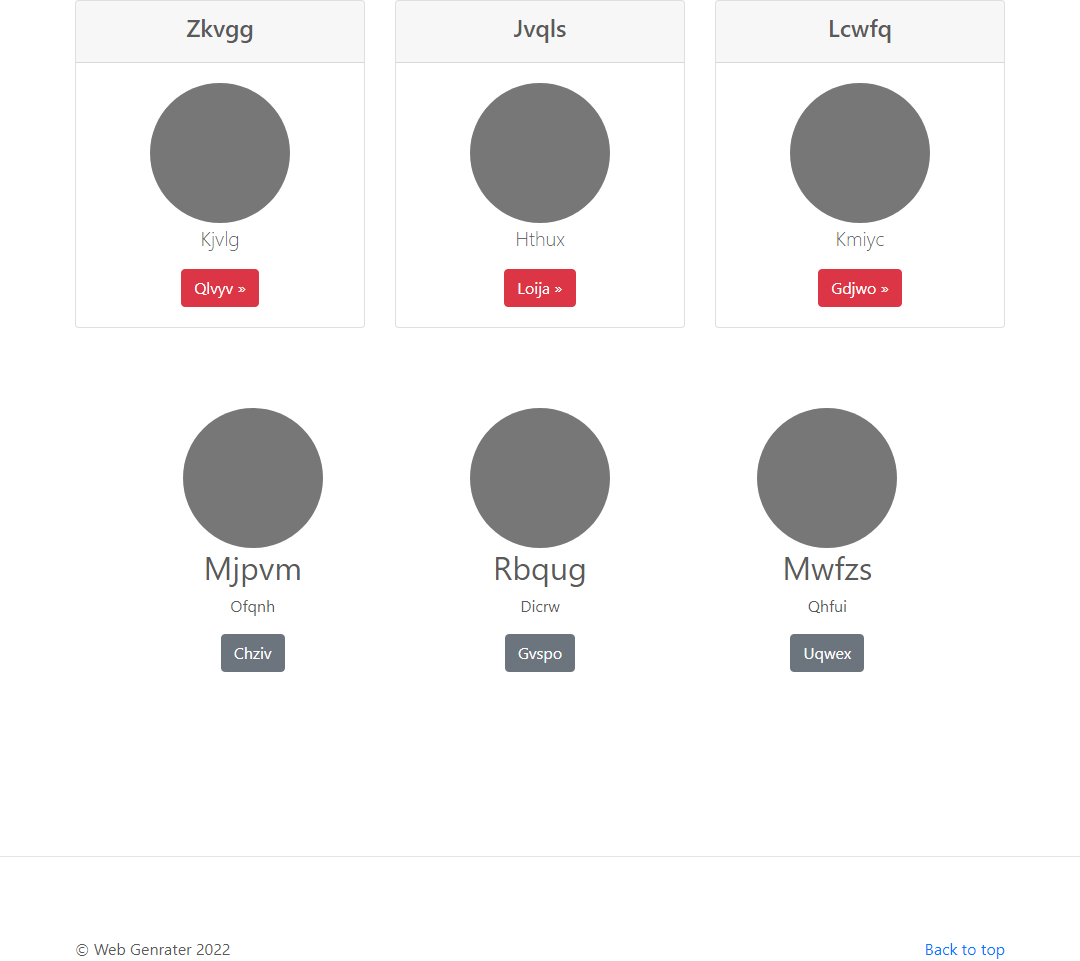 Zkvgg
Jvqls
Lcwfq
Kjvlg
Hthux
Kmiyc
Qlvyv »
Loija »
Gdjwo »
Mjpvm
Rbqug
Mwfzs
Ofqnh
Dicrw
Qhfui
Chziv
Gvspo
Uqwex
© Web Genrater 2022
Back to top